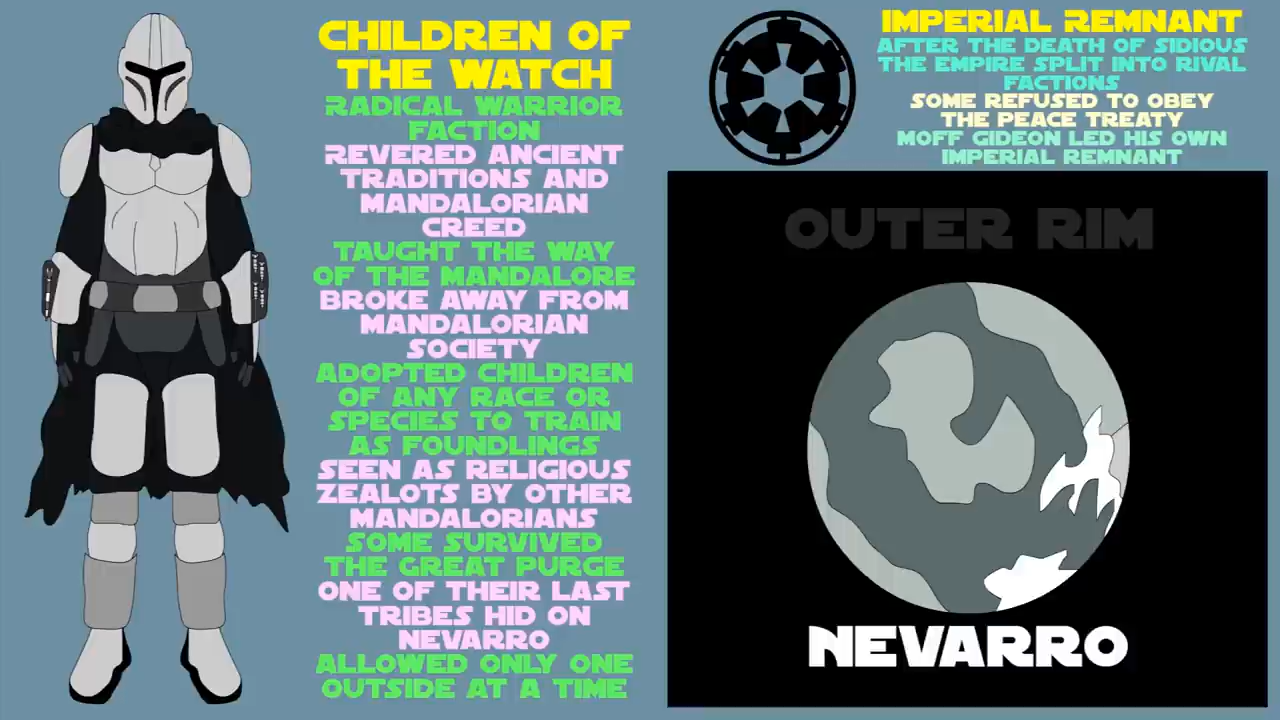 CHILDREN OF
THE WATCH
RADICAL WARRIOR
FACTION
REVERED ANCIENT
TRADITIONS AND
MANDALORIAN
CREED
TAUGHT THE WAY
OF THE MANDALORE
BROKE AWAY FROM
MANDALORIAN
SOCIETY
ADOPTED CHILDREN
OF ANY RACE OR
SPECIES TO TRAIN
AS FOUNDLINGS
SEEN AS RELIGIOUS
ZEALOTS BY OTHER
MANDALORIANS
SOME SURVIVED
THE GREAT PURGE
ONE OF THEIR LAST
TRIBES HID ON
NEVARRO
ALLOWED ONLY ONE
OUTSIDE AT A TIME
IMPERIAL REMNANT
AFTER THE DEATH OF SIDIOUS
THE EMPIRE SPLIT INTO RIVAL
FACTIONS
SOME REFUSED TO OBEY
THE PEACE TREATY
MOFF GIDEON LED HIS OWN
IMPERIAL REMNANT
OUTER RIM
NEVARRO